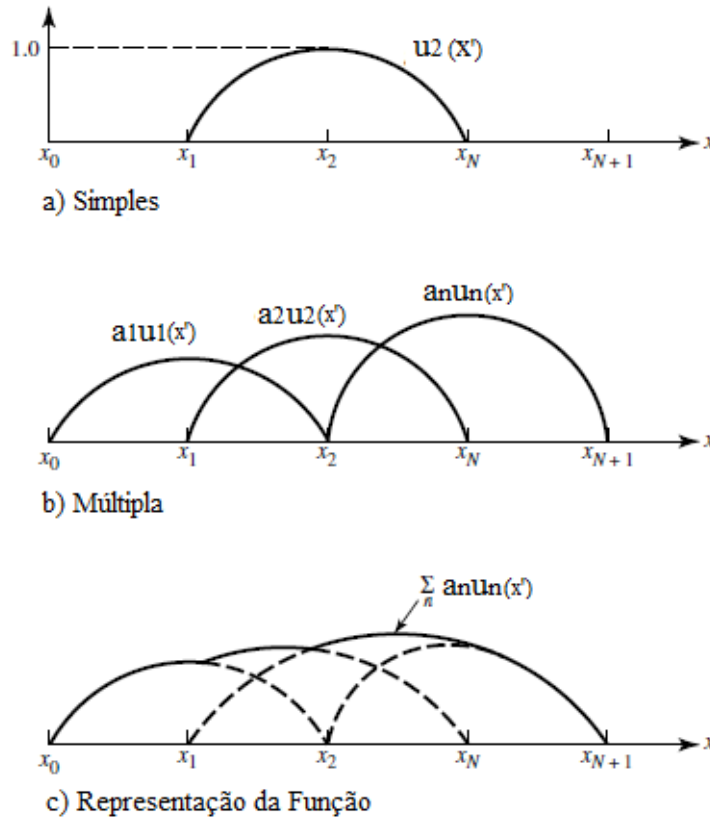 1.0
u2 (x')
x0 x1 x2 xN xN+1 x
a) Simples
a1u1(x') a2u2(x') anun(x')
x0 x1 x2 xN xN+1 x
b) Múltipla
Σn anun(x')
x0 x1 x2 xN xN+1 x
c) Representação da Função